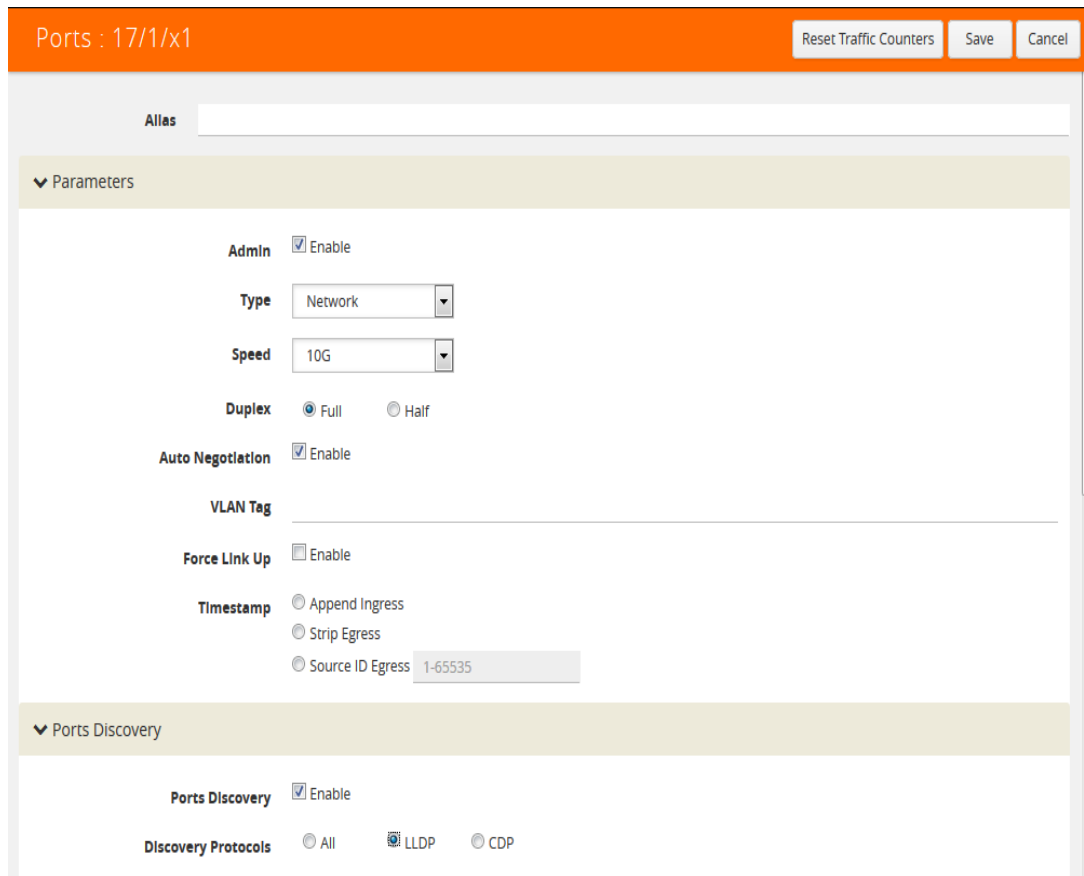 Ports : 17/1/x1 Reset Traffic Counters Save Cancel
Alias
Parameters
Admin Enable
Type Network
Speed 10G
Duplex Full Half
Auto Negotiation Enable
VLAN Tag
Force Link Up Enable
Timestamp Append Ingress
Strip Egress
Source ID Egress 1-65535
Ports Discovery
Ports Discovery Enable
Discovery Protocols All LLDP CDP